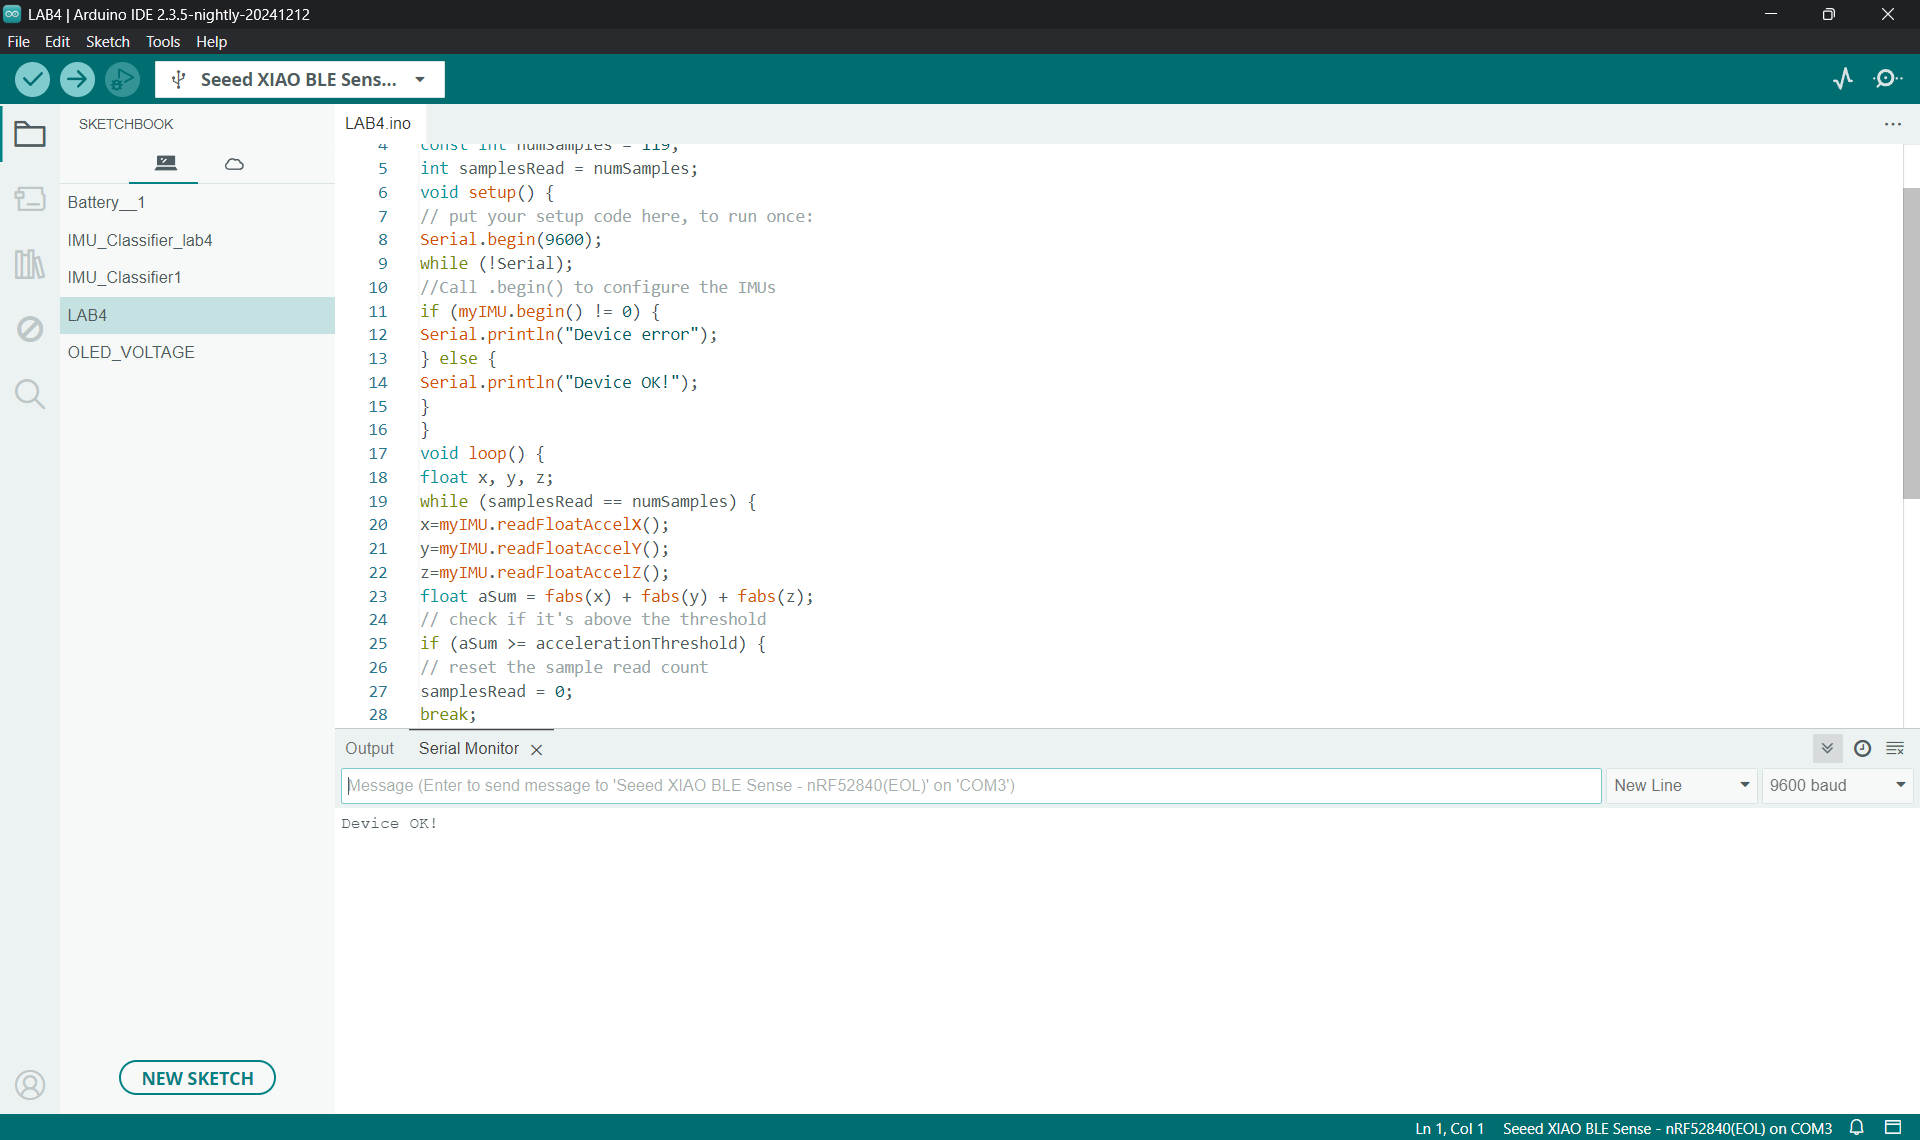 LAB4 | Arduino IDE 2.3.5-nightly-20241212
File Edit Sketch Tools Help
Seeed XIAO BLE Sens...
SKETCHBOOK
Battery__1
IMU_Classifier_lab4
IMU_Classifier1
LAB4
OLED_VOLTAGE
NEW SKETCH
LAB4.ino
4 const int numSamples = 119;
5 int samplesRead = numSamples;
6 void setup() {
7 // put your setup code here, to run once:
8 Serial.begin(9600);
9 while (!Serial);
10 //Call .begin() to configure the IMUs
11 if (myIMU.begin() != 0) {
12 Serial.println("Device error");
13 } else {
14 Serial.println("Device OK!");
15 }
16 }
17 void loop() {
18 float x, y, z;
19 while (samplesRead == numSamples) {
20 x=myIMU.readFloatAccelX();
21 y=myIMU.readFloatAccelY();
22 z=myIMU.readFloatAccelZ();
23 float aSum = fabs(x) + fabs(y) + fabs(z);
24 // check if it's above the threshold
25 if (aSum >= accelerationThreshold) {
26 // reset the sample read count
27 samplesRead = 0;
28 break;
Output Serial Monitor
Message (Enter to send message to 'Seeed XIAO BLE Sense - nRF52840(EOL)' on 'COM3')
New Line 9600 baud
Device OK!
Ln 1, Col 1 Seeed XIAO BLE Sense - nRF52840(EOL) on COM3